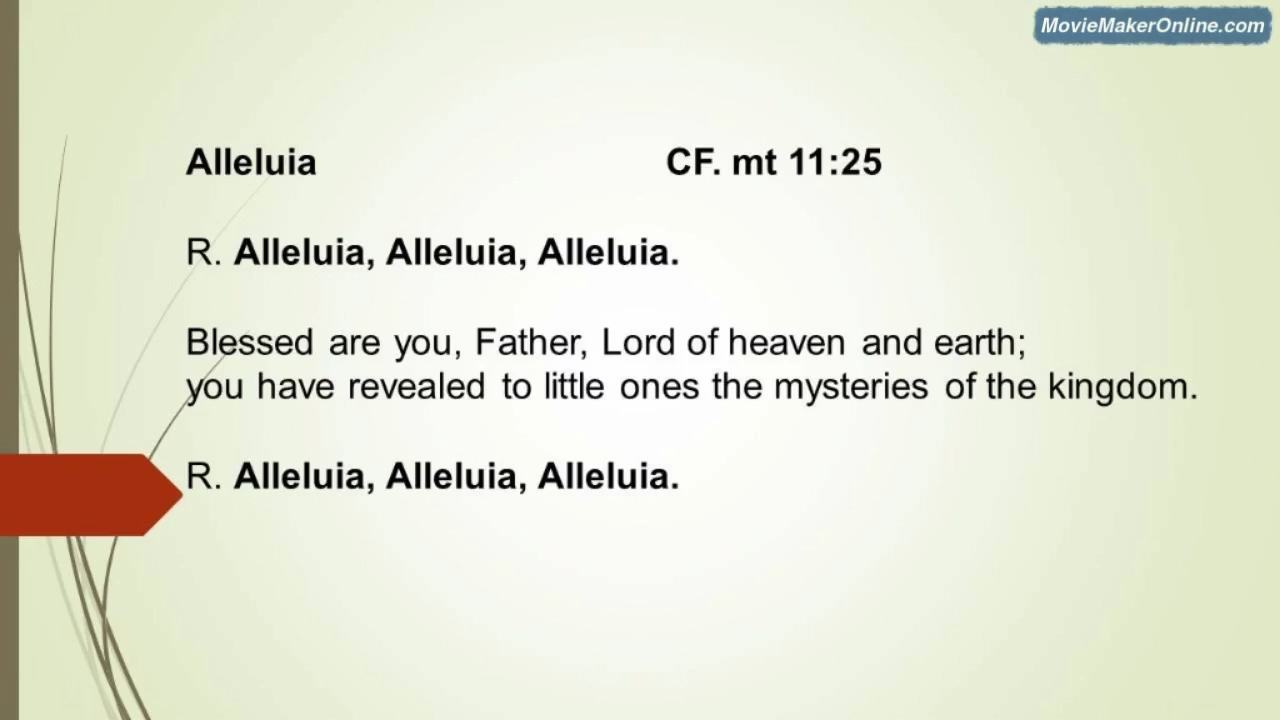 MovieMakerOnline.com
Alleluia CF. mt 11:25
R. Alleluia, Alleluia, Alleluia.
Blessed are you, Father, Lord of heaven and earth;
you have revealed to little ones the mysteries of the kingdom.
R. Alleluia, Alleluia, Alleluia.